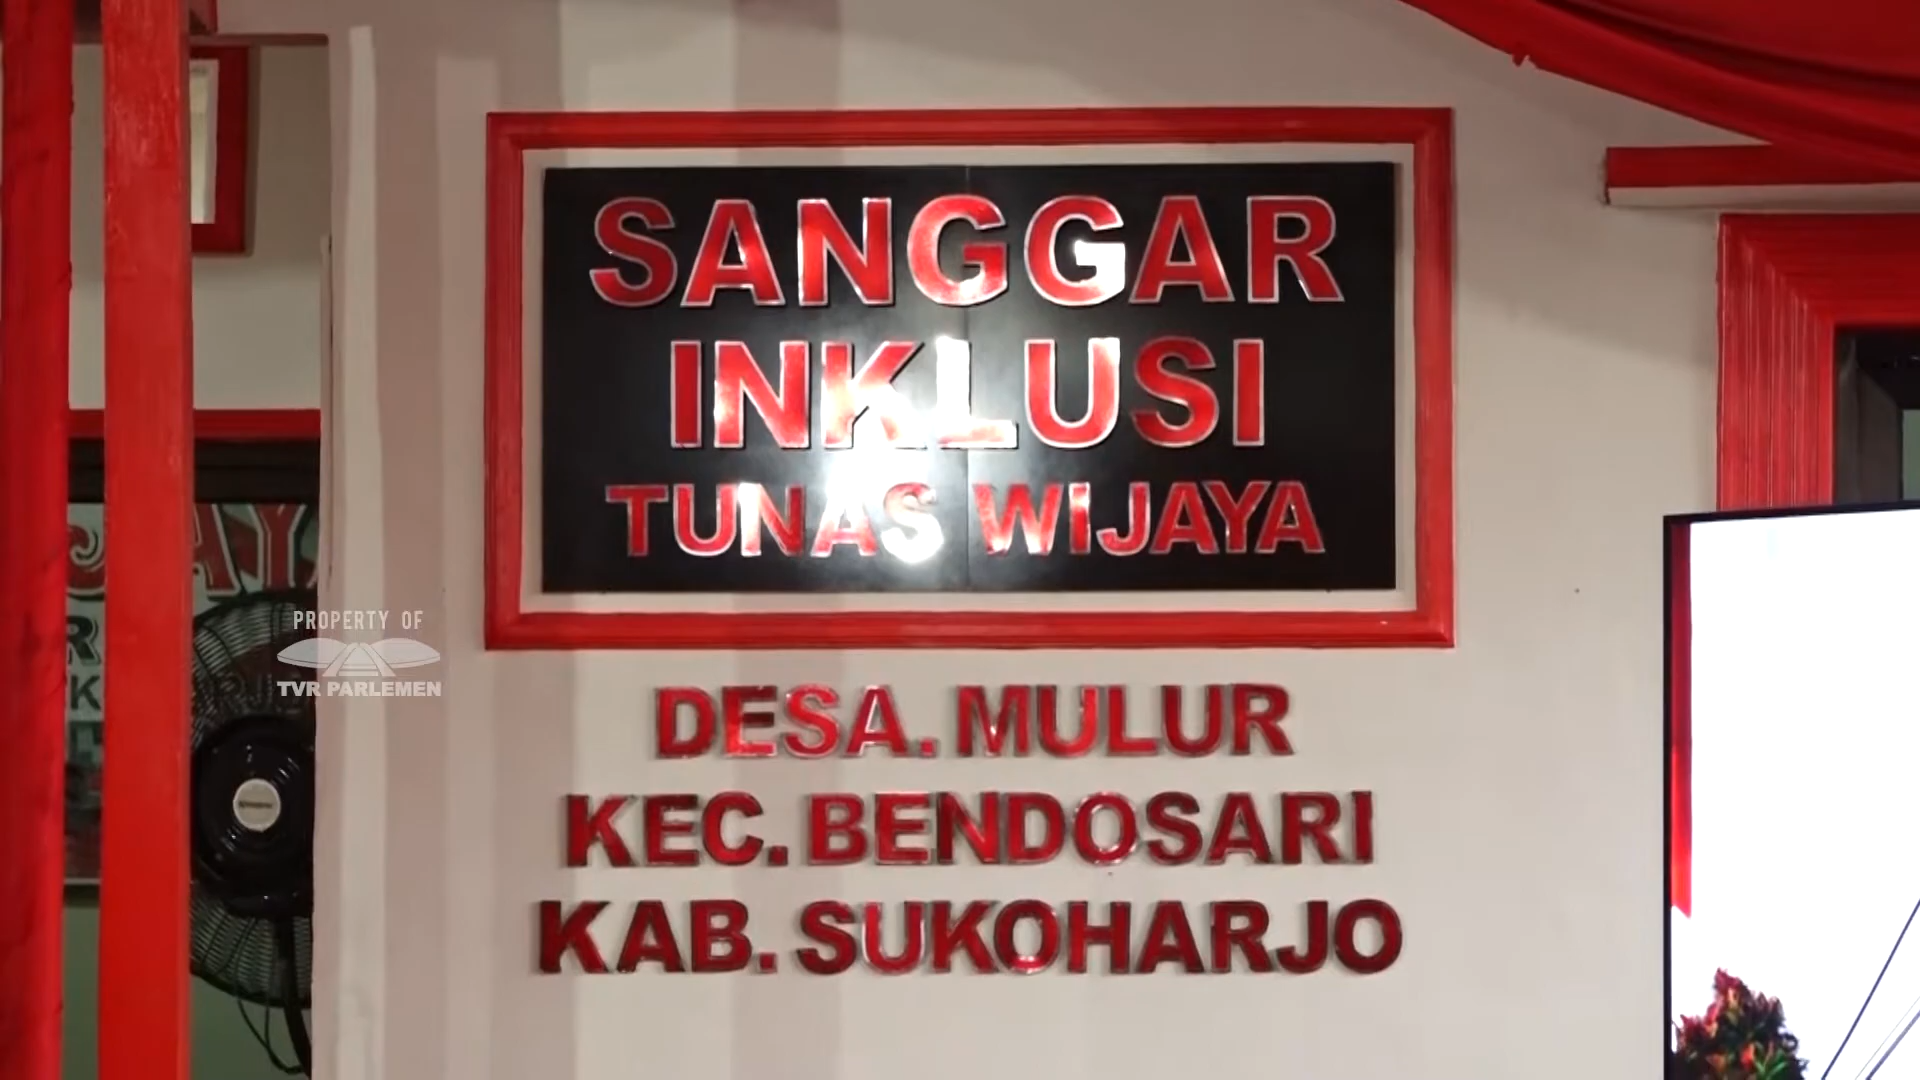 SANGGAR
INKLUSI
TUNAS WIJAYA
DESA. MULUR
KEC. BENDOSARI
KAB. SUKOHARJO
PROPERTY OF
TVR PARLEMEN